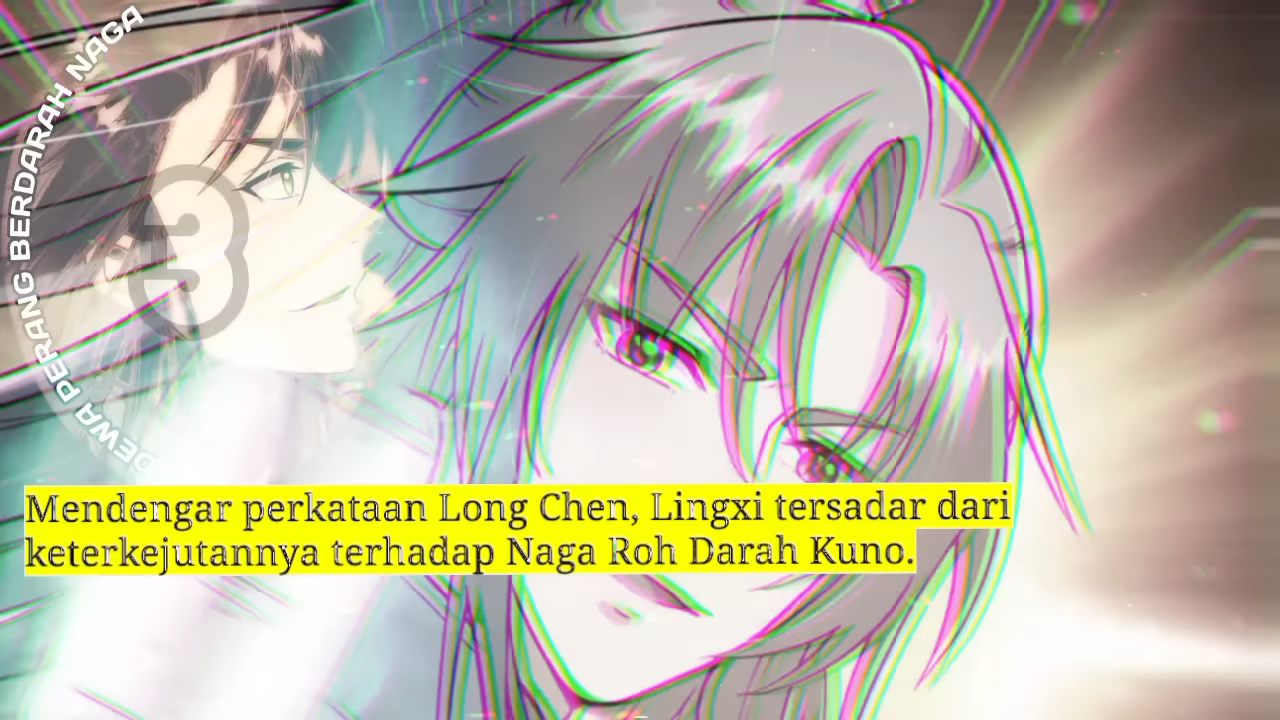 DEWA PERANG BERDARAH NAGA
Mendengar perkataan Long Chen, Lingxi tersadar dari
keterkejutannya terhadap Naga Roh Darah Kuno.